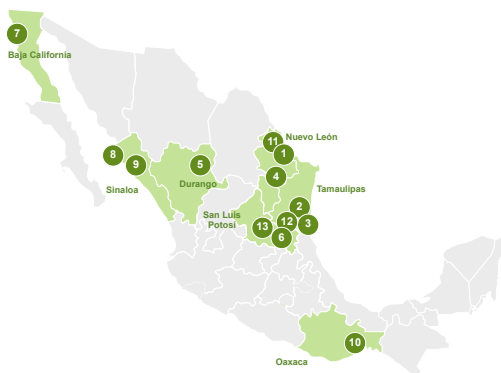 7
Baja California
11
Nuevo León
1
8
9
5
4
Sinaloa
Durango
Tamaulipas
2
San Luis
Potosí
13
12
3
6
10
Oaxaca